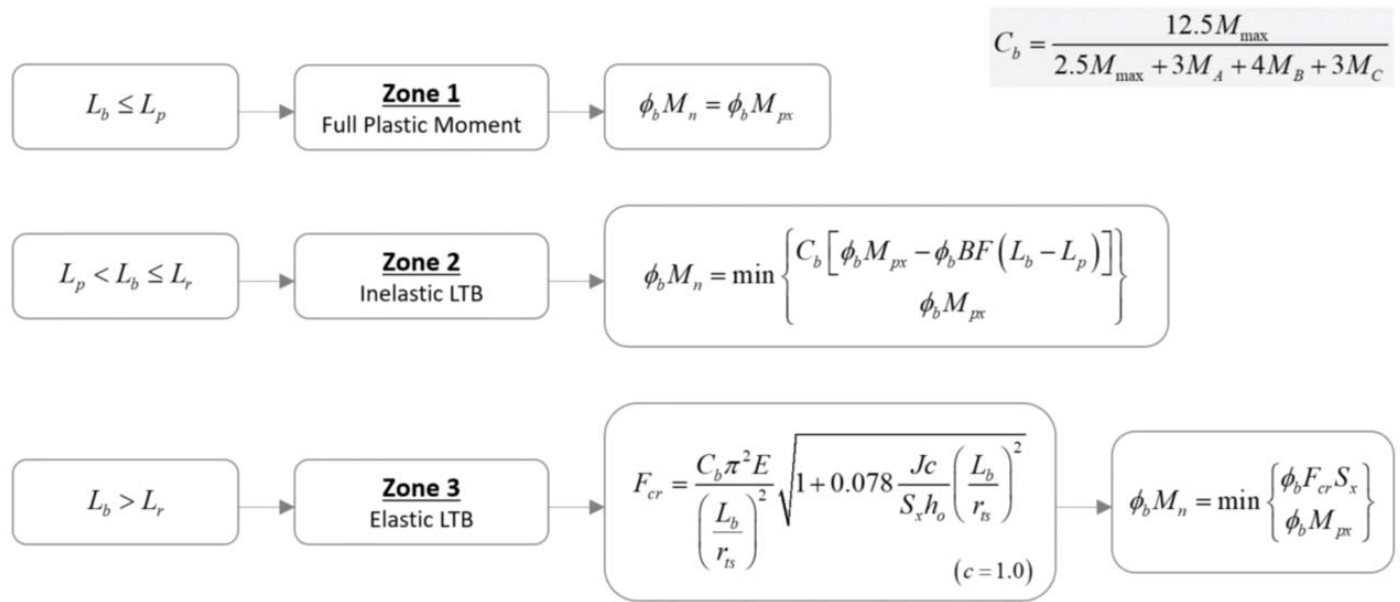 C_b = 12.5M_max / (2.5M_max + 3M_A + 4M_B + 3M_C)
L_b ≤ L_p
Zone 1
Full Plastic Moment
ϕ_b M_n = ϕ_b M_px
L_p < L_b ≤ L_r
Zone 2
Inelastic LTB
ϕ_b M_n = min { C_b [ϕ_b M_px − ϕ_b BF (L_b − L_p)]
ϕ_b M_px }
L_b > L_r
Zone 3
Elastic LTB
F_cr = (C_b π² E / (L_b / r_ts)²) √(1 + 0.078 (Jc / S_x h_o) (L_b / r_ts)²)
(c = 1.0)
ϕ_b M_n = min { ϕ_b F_cr S_x
ϕ_b M_px }